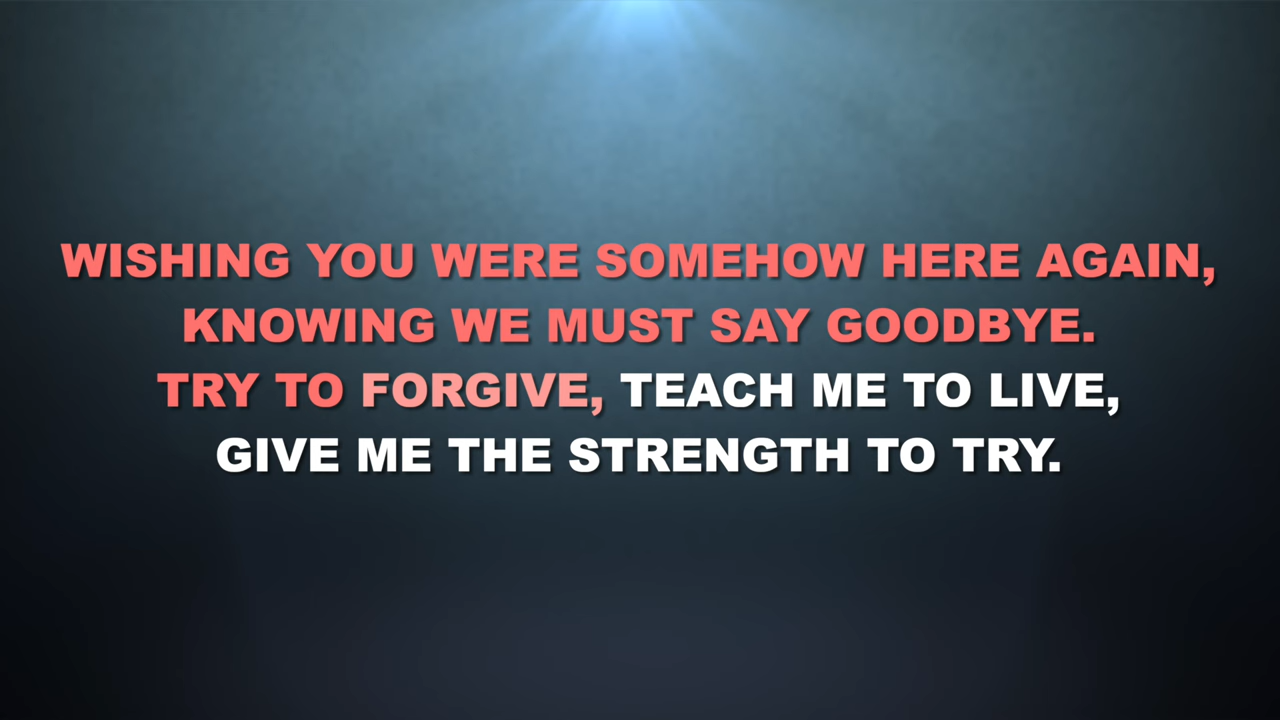 WISHING YOU WERE SOMEHOW HERE AGAIN,
KNOWING WE MUST SAY GOODBYE.
TRY TO FORGIVE, TEACH ME TO LIVE,
GIVE ME THE STRENGTH TO TRY.